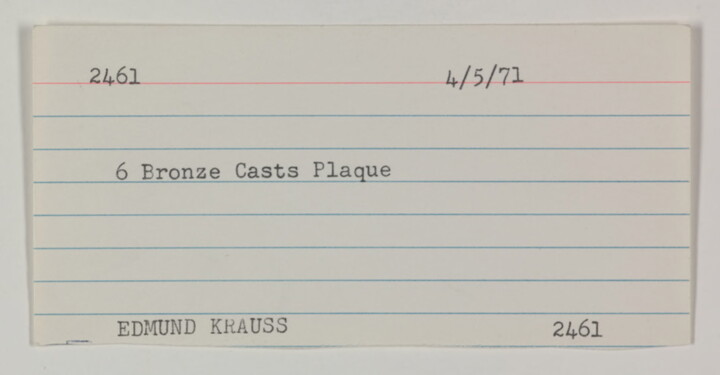 2461 4/5/71
6 Bronze Casts Plaque
EDMUND KRAUSS 2461